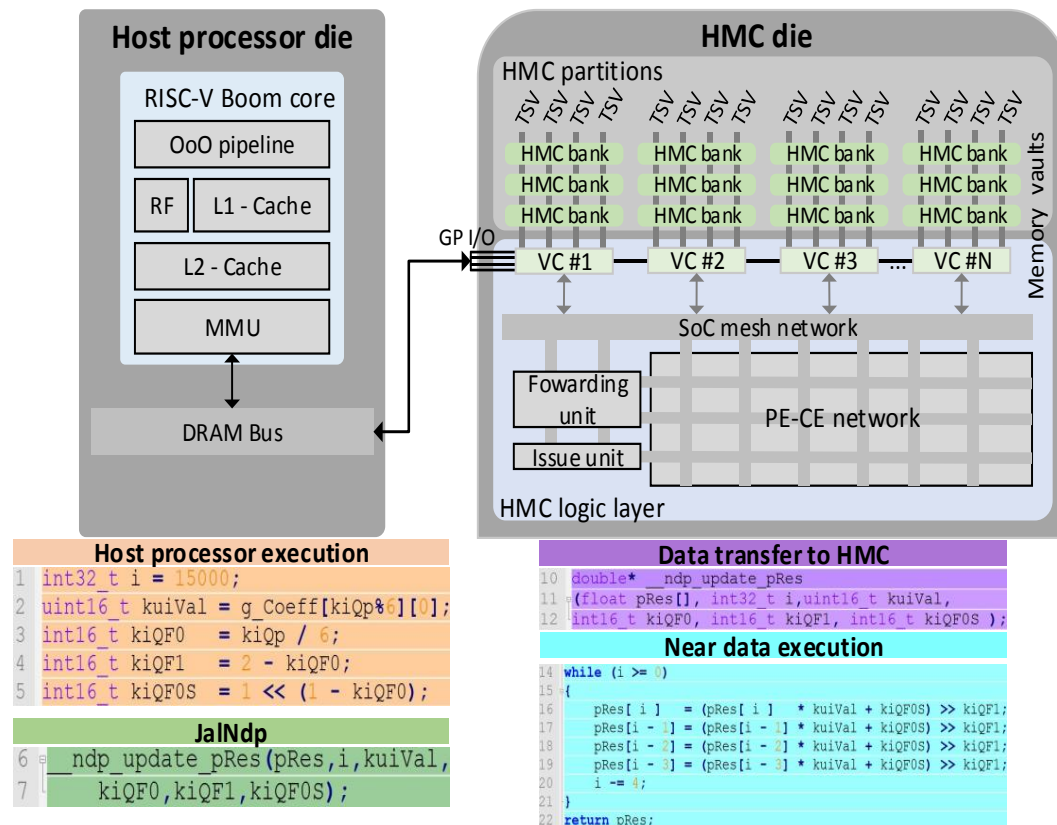 Host processor die
RISC-V Boom core
OoO pipeline
RF
L1 - Cache
L2 - Cache
MMU
DRAM Bus
GP I/O
HMC die
HMC partitions
TSV TSV TSV TSV TSV TSV TSV TSV TSV TSV TSV TSV TSV TSV TSV TSV
HMC bank HMC bank HMC bank HMC bank
HMC bank HMC bank HMC bank HMC bank
HMC bank HMC bank HMC bank HMC bank
Memory vaults
VC #1 VC #2 VC #3 ... VC #N
SoC mesh network
Fowarding
unit
Issue unit
PE-CE network
HMC logic layer
Host processor execution
1 int32_t i = 15000;
2 uint16_t kuiVal = g_Coeff[kiQp%6][0];
3 int16_t kiQF0 = kiQp / 6;
4 int16_t kiQF1 = 2 - kiQF0;
5 int16_t kiQF0S = 1 << (1 - kiQF0);
JalNdp
6 __ndp_update_pRes(pRes,i,kuiVal,
7 kiQF0,kiQF1,kiQF0S);
Data transfer to HMC
10 double* __ndp_update_pRes
11 (float pRes[], int32_t i,uint16_t kuiVal,
12 int16_t kiQF0, int16_t kiQF1, int16_t kiQF0S );
Near data execution
14 while (i >= 0)
15 {
16 pRes[ i ] = (pRes[ i ] * kuiVal + kiQF0S) >> kiQF1;
17 pRes[i - 1] = (pRes[i - 1] * kuiVal + kiQF0S) >> kiQF1;
18 pRes[i - 2] = (pRes[i - 2] * kuiVal + kiQF0S) >> kiQF1;
19 pRes[i - 3] = (pRes[i - 3] * kuiVal + kiQF0S) >> kiQF1;
20 i -= 4;
21 }
22 return pRes;